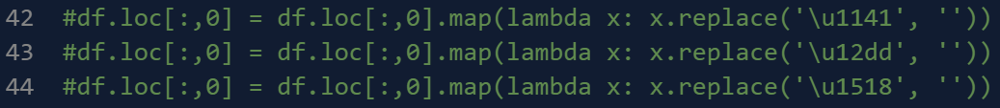 42 #df.loc[:,0] = df.loc[:,0].map(lambda x: x.replace('\u1141', ''))
43 #df.loc[:,0] = df.loc[:,0].map(lambda x: x.replace('\u12dd', ''))
44 #df.loc[:,0] = df.loc[:,0].map(lambda x: x.replace('\u1518', ''))